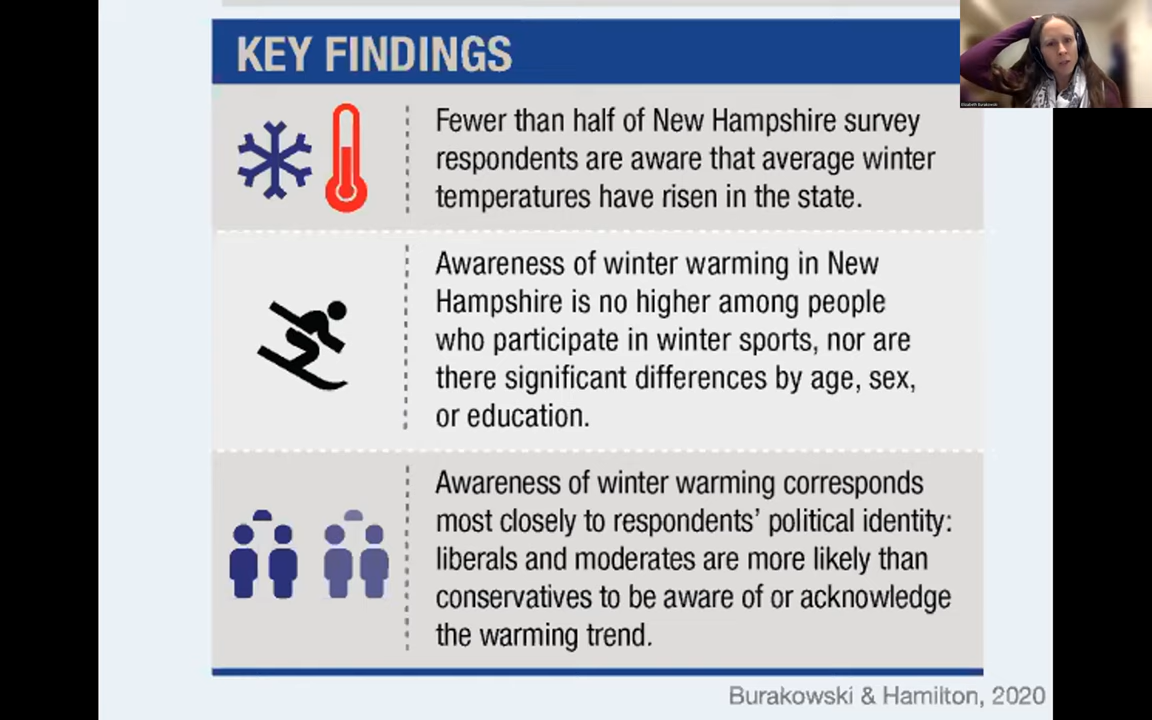 KEY FINDINGS
Fewer than half of New Hampshire survey
respondents are aware that average winter
temperatures have risen in the state.
Awareness of winter warming in New
Hampshire is no higher among people
who participate in winter sports, nor are
there significant differences by age, sex,
or education.
Awareness of winter warming corresponds
most closely to respondents’ political identity:
liberals and moderates are more likely than
conservatives to be aware of or acknowledge
the warming trend.
Burakowski & Hamilton, 2020